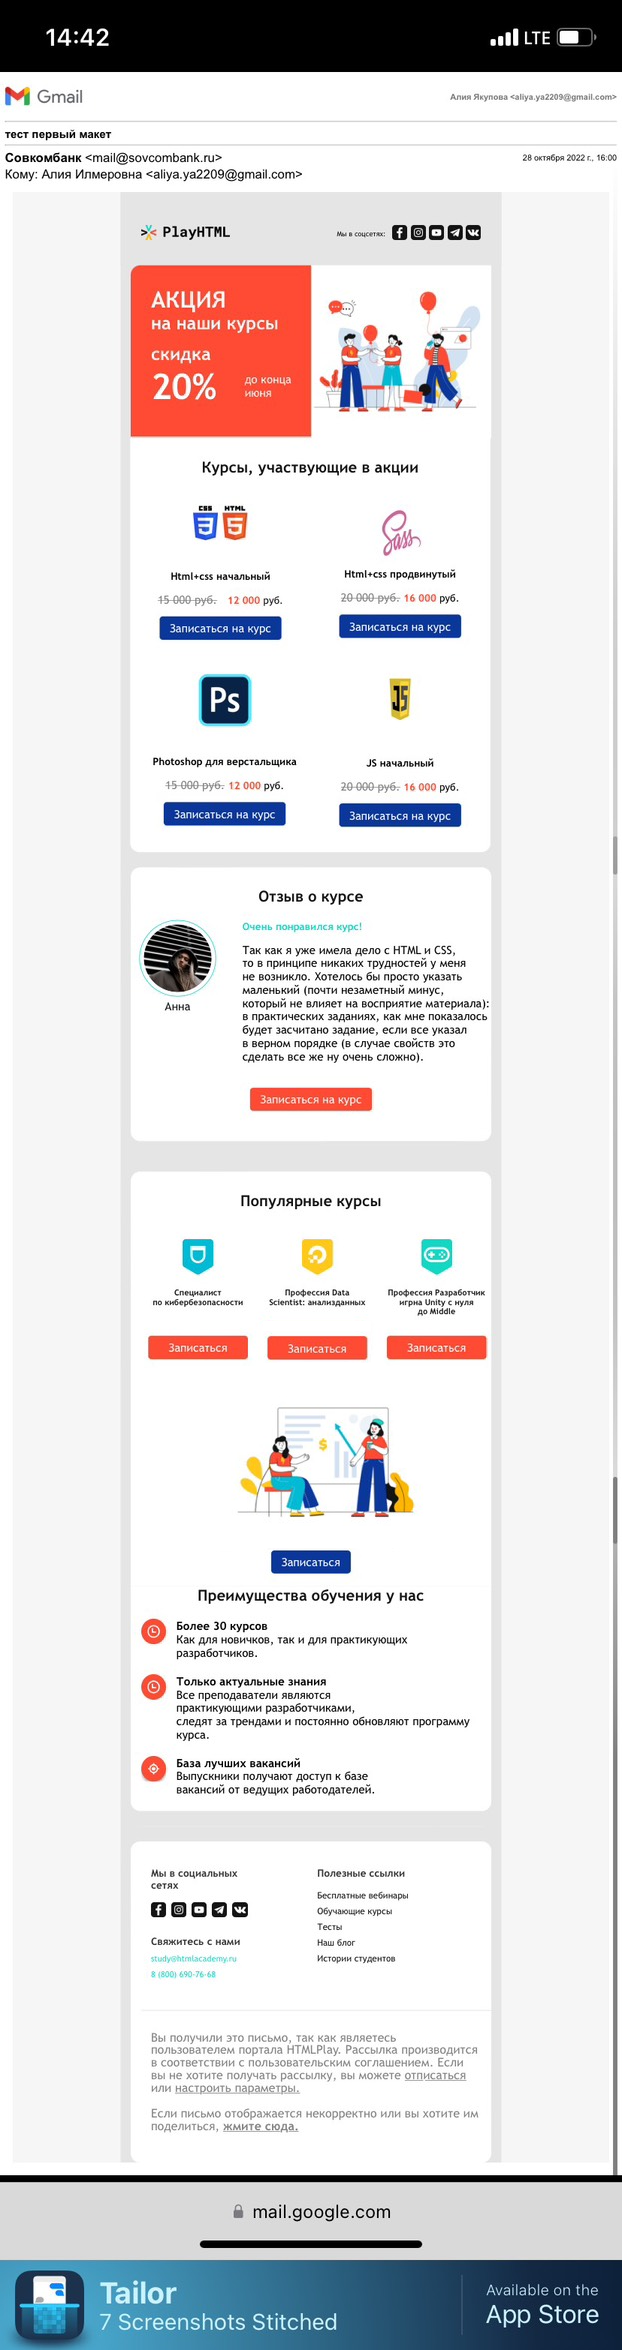 14:42
LTE
Gmail
Алия Якупова <aliya.ya2209@gmail.com>
тест первый макет
Совкомбанк <mail@sovcombank.ru>
28 октября 2022 г., 16:00
Кому: Алия Илмеровна <aliya.ya2209@gmail.com>
PlayHTML
Мы в соцсетях:
АКЦИЯ
на наши курсы
скидка
20%
до конца
июня
Курсы, участвующие в акции
CSS
3
HTML
5
Sass
Html+css начальный
Html+css продвинутый
15 000 руб. 12 000 руб.
20 000 руб. 16 000 руб.
Записаться на курс
Записаться на курс
Ps
JS
Photoshop для верстальщика
JS начальный
15 000 руб. 12 000 руб.
20 000 руб. 16 000 руб.
Записаться на курс
Записаться на курс
Отзыв о курсе
Очень понравился курс!
Так как я уже имела дело с HTML и CSS,
то в принципе никаких трудностей у меня
не возникло. Хотелось бы просто указать
маленький (почти незаметный минус,
который не влияет на восприятие материала):
в практических заданиях, как мне показалось
будет засчитано задание, если все указал
в верном порядке (в случае свойств это
сделать все же ну очень сложно).
Анна
Записаться на курс
Популярные курсы
Специалист
по кибербезопасности
Профессия Data
Scientist: анализданных
Профессия Разработчик
игрна Unity с нуля
до Middle
Записаться
Записаться
Записаться
$
Записаться
Преимущества обучения у нас
Более 30 курсов
Как для новичков, так и для практикующих
разработчиков.
Только актуальные знания
Все преподаватели являются
практикующими разработчиками,
следят за трендами и постоянно обновляют программу
курса.
База лучших вакансий
Выпускники получают доступ к базе
вакансий от ведущих работодателей.
Мы в социальных
сетях
Свяжитесь с нами
study@htmlacademy.ru
8 (800) 690-76-68
Полезные ссылки
Бесплатные вебинары
Обучающие курсы
Тесты
Наш блог
Истории студентов
Вы получили это письмо, так как являетесь
пользователем портала HTMLPlay. Рассылка производится
в соответствии с пользовательским соглашением. Если
вы не хотите получать рассылку, вы можете отписаться
или настроить параметры.
Если письмо отображается некорректно или вы хотите им
поделиться, жмите сюда.
mail.google.com
Tailor
7 Screenshots Stitched
Available on the
App Store